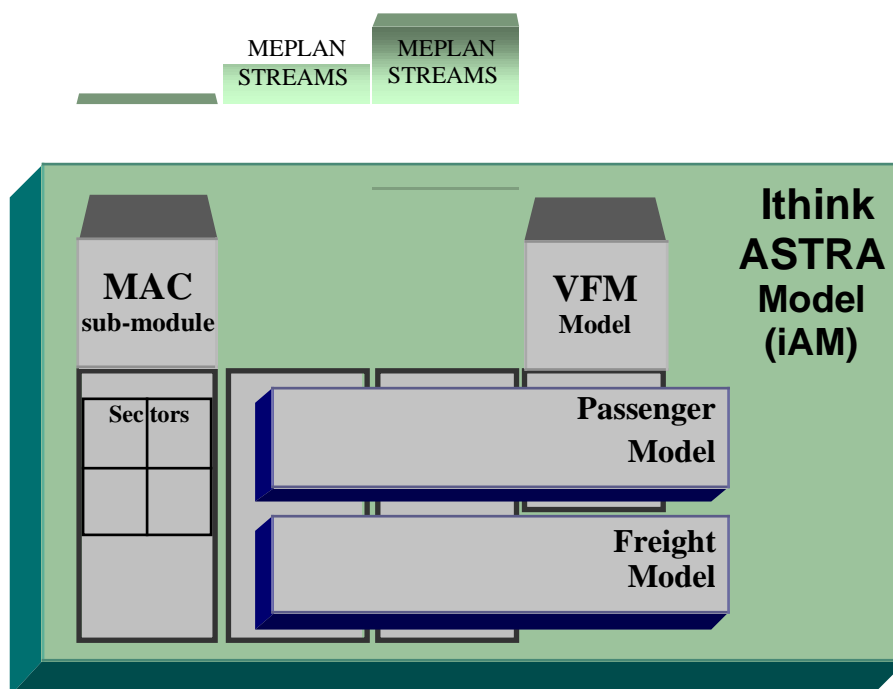 MEPLAN
STREAMS
MEPLAN
STREAMS
Ithink
ASTRA
Model
(iAM)
MAC
sub-module
VFM
Model
Sectors
Passenger
Model
Freight
Model